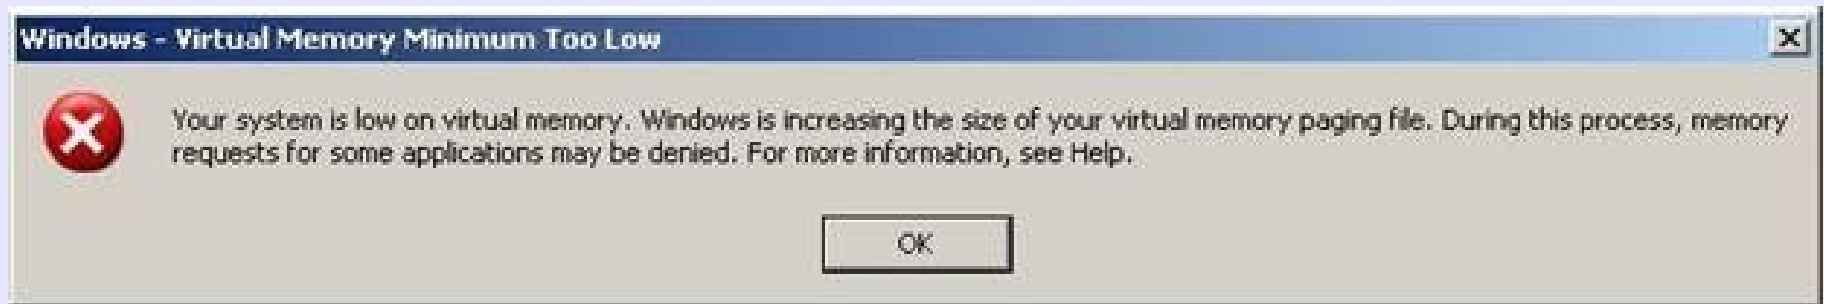 Windows - Virtual Memory Minimum Too Low
Your system is low on virtual memory. Windows is increasing the size of your virtual memory paging file. During this process, memory
requests for some applications may be denied. For more information, see Help.
OK